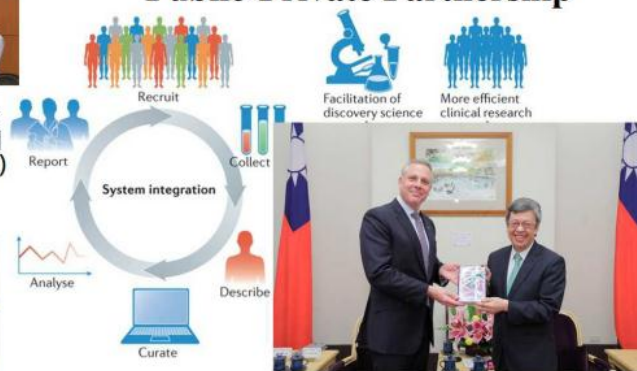 Public-Private Partnership
Recruit
Facilitation of
discovery science
More efficient
clinical research
)
Report
Collect
System integration
Analyse
Describe
Curate